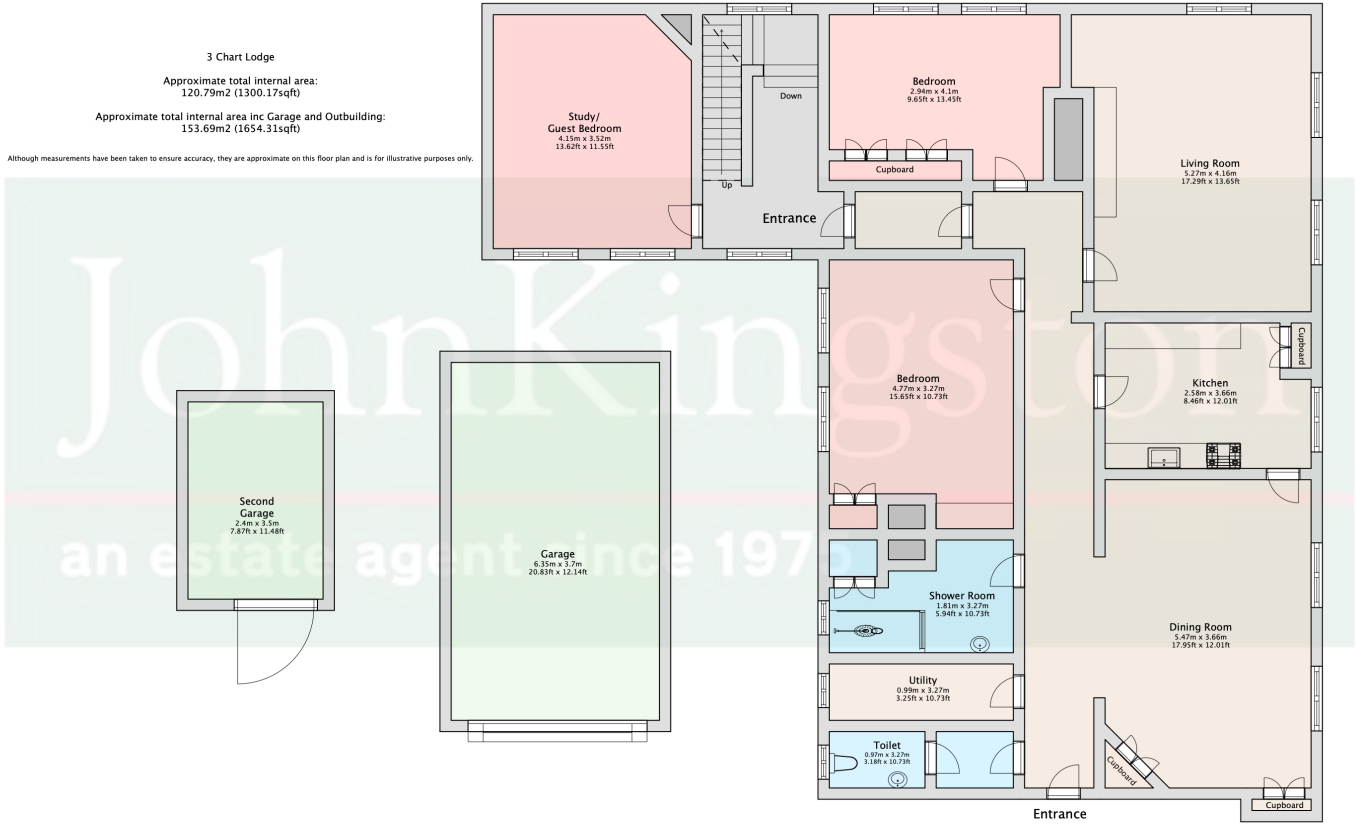 3 Chart Lodge
Approximate total internal area:
120.79m2 (1300.17sqft)
Approximate total internal area inc Garage and Outbuilding:
153.69m2 (1654.31sqft)
Although measurements have been taken to ensure accuracy, they are approximate on this floor plan and is for illustrative purposes only.
Study/
Guest Bedroom
4.15m x 3.52m
13.62ft x 11.55ft
Down
Up
Entrance
Bedroom
2.94m x 4.1m
9.65ft x 13.45ft
Cupboard
Living Room
5.27m x 4.16m
17.29ft x 13.65ft
Bedroom
4.77m x 3.27m
15.65ft x 10.73ft
Kitchen
2.58m x 3.66m
8.46ft x 12.01ft
Cupboard
Second
Garage
2.4m x 3.5m
7.87ft x 11.48ft
Garage
6.35m x 3.7m
20.83ft x 12.14ft
Shower Room
1.81m x 3.27m
5.94ft x 10.73ft
Dining Room
5.47m x 3.66m
17.95ft x 12.01ft
Utility
0.99m x 3.27m
3.25ft x 10.73ft
Toilet
0.97m x 3.27m
3.18ft x 10.73ft
Cupboard
Cupboard
Entrance
JohnKingston
an estate agent since 1975